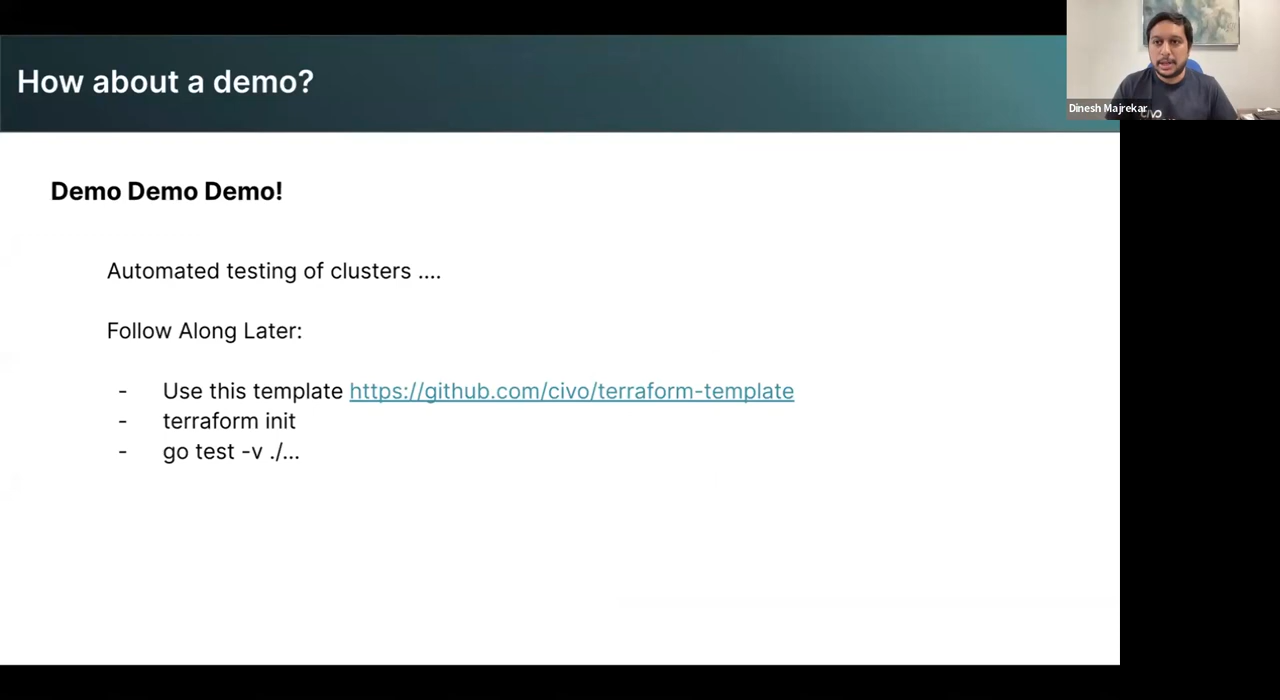 How about a demo?
Dinesh Majrekar
Demo Demo Demo!
Automated testing of clusters ....
Follow Along Later:
- Use this template https://github.com/civo/terraform-template
- terraform init
- go test -v ./...